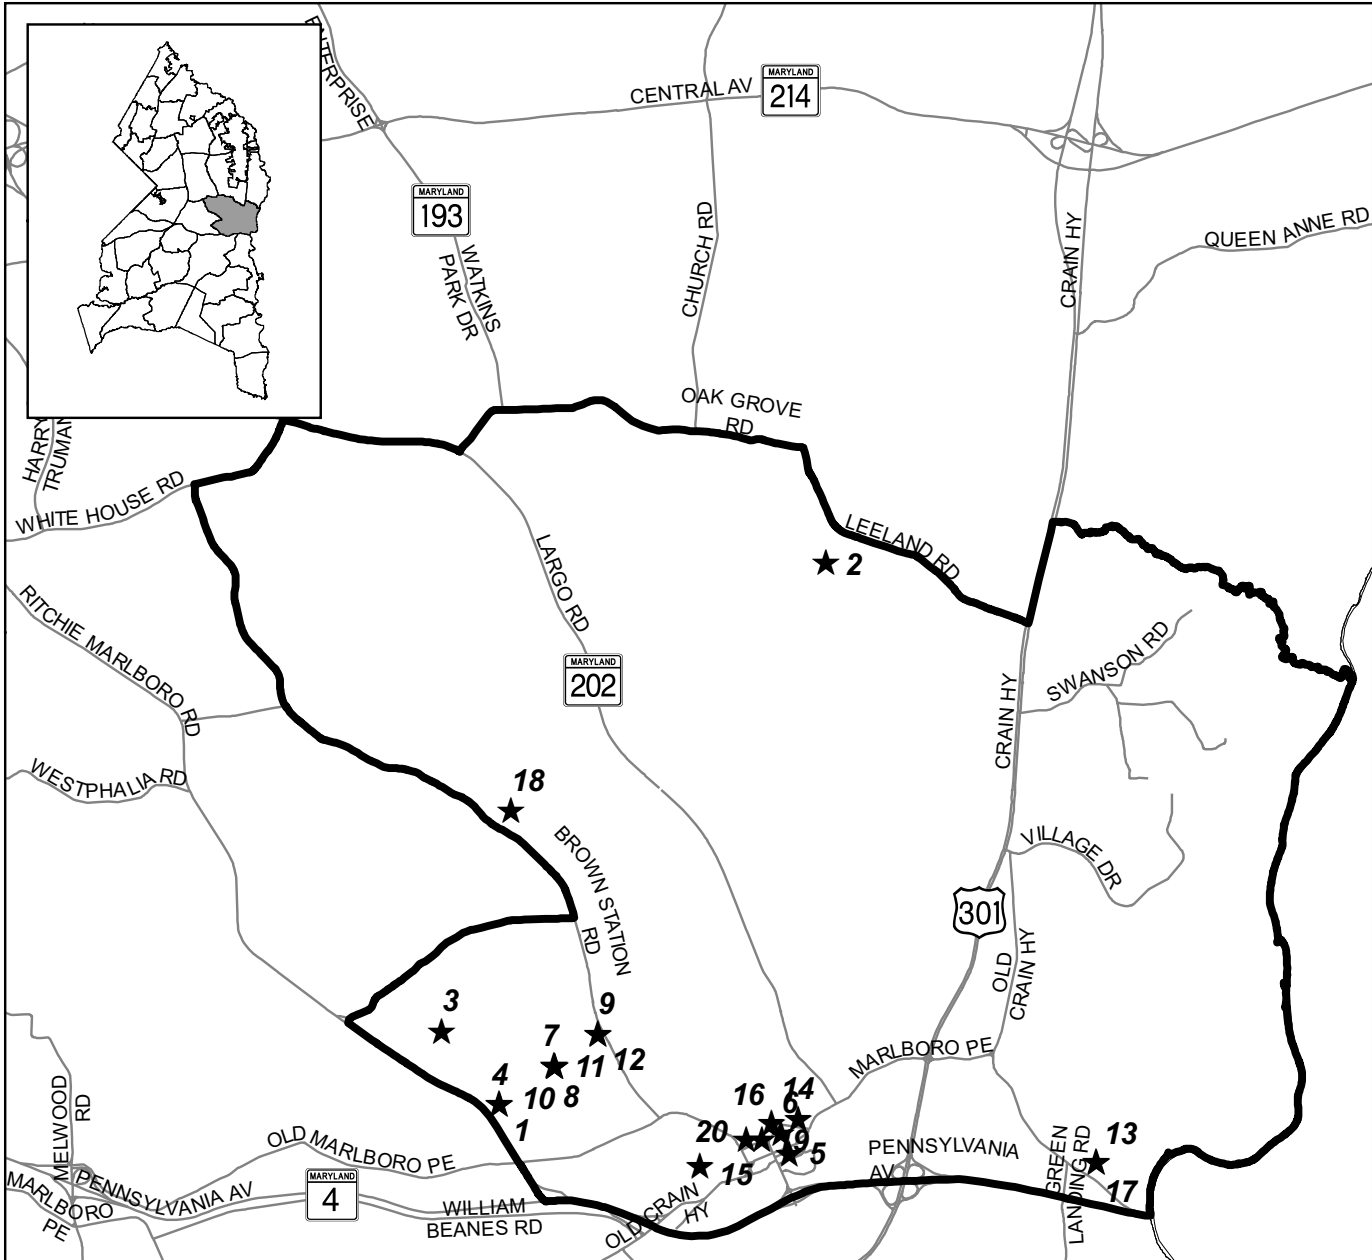 ENTERPRISE
CENTRAL AV
MARYLAND
214
MARYLAND
193
WATKINS
PARK DR
CHURCH RD
CRAIN HY
QUEEN ANNE RD
OAK GROVE
RD
HARRY
TRUMAN
WHITE HOUSE RD
LEELAND RD
2
LARGO RD
RITCHIE MARLBORO RD
SWANSON RD
MARYLAND
202
CRAIN HY
WESTPHALIA RD
18
BROWN STATION
RD
VILLAGE DR
301
OLD
CRAIN HY
3
9
7
11
12
4
10
8
1
MARLBORO PE
16
14
6
20
9
5
15
PENNSYLVANIA
AV
GREEN
LANDING RD
13
17
MELWOOD
RD
OLD MARLBORO PE
PENNSYLVANIA AV
MARLBORO
PE
MARYLAND
4
WILLIAM
BEANES RD
OLD CRAIN
HY